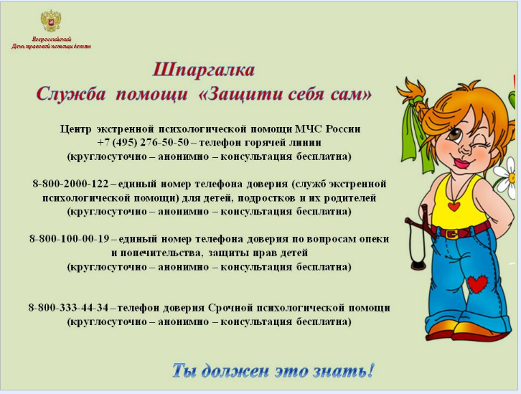 Всероссийский
День правовой помощи детям
Шпаргалка
Служба помощи «Защити себя сам»
Центр экстренной психологической помощи МЧС России
+7 (495) 276-50-50 – телефон горячей линии
(круглосуточно – анонимно – консультация бесплатна)
8-800-2000-122 – единый номер телефона доверия (служб экстренной
психологической помощи) для детей, подростков и их родителей
(круглосуточно – анонимно – консультация бесплатна)
8-800-100-00-19 – единый номер телефона доверия по вопросам опеки
и попечительства, защиты прав детей
(круглосуточно – анонимно – консультация бесплатна)
8-800-333-44-34 – телефон доверия Срочной психологической помощи
(круглосуточно – анонимно – консультация бесплатна)
Ты должен это знать!